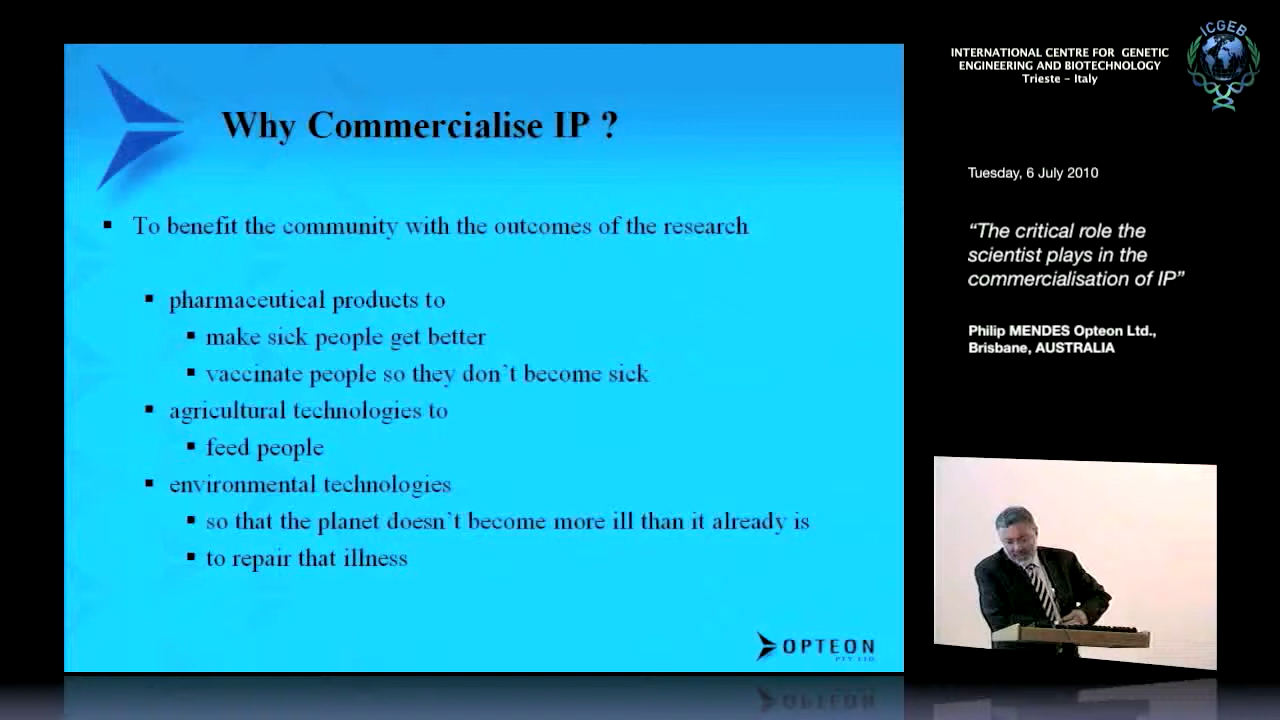 Why Commercialise IP ?
▪ To benefit the community with the outcomes of the research
▪ pharmaceutical products to
▪ make sick people get better
▪ vaccinate people so they don't become sick
▪ agricultural technologies to
▪ feed people
▪ environmental technologies
▪ so that the planet doesn't become more ill than it already is
▪ to repair that illness
OPTEON
PTY LTD
INTERNATIONAL CENTRE FOR GENETIC
ENGINEERING AND BIOTECHNOLOGY
Trieste - Italy
ICGEB
Tuesday, 6 July 2010
“The critical role the
scientist plays in the
commercialisation of IP”
Philip MENDES Opteon Ltd.,
Brisbane, AUSTRALIA